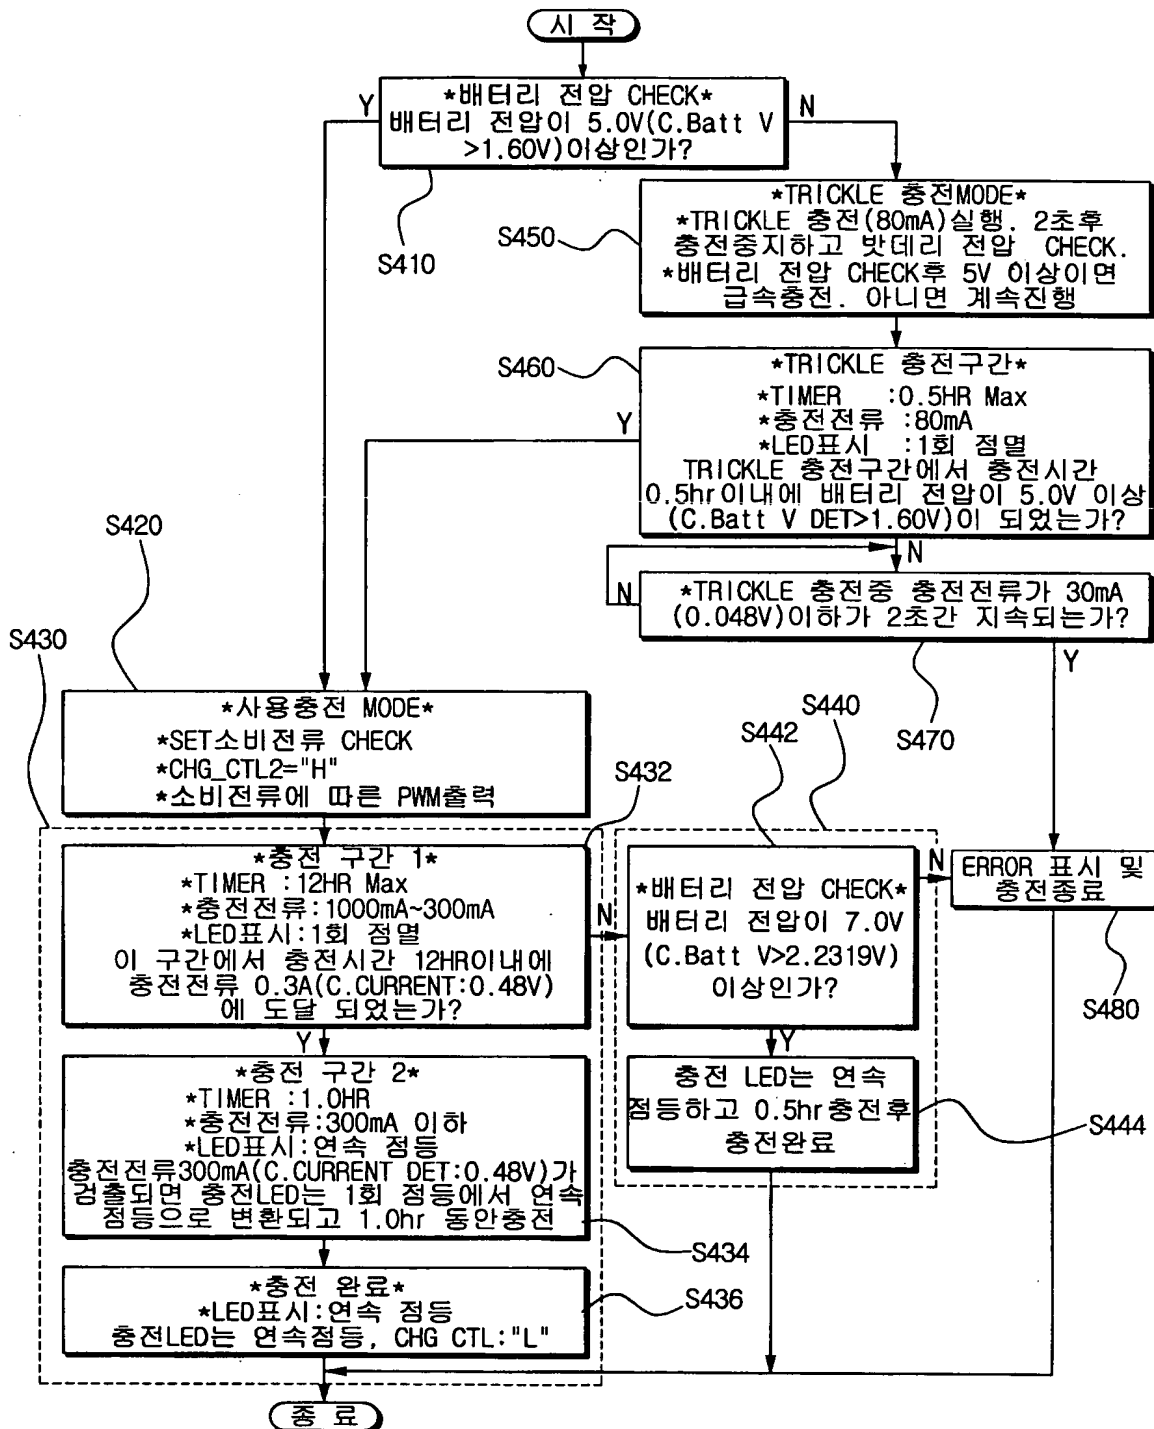 시 작
*배터리 전압 CHECK*
배터리 전압이 5.0V(C.Batt V
>1.60V)이상인가?
Y
N
S410
*TRICKLE 충전MODE*
*TRICKLE 충전(80mA)실행. 2초후
충전중지하고 밧데리 전압 CHECK.
*배터리 전압 CHECK후 5V 이상이면
급속충전. 아니면 계속진행
S450
*TRICKLE 충전구간*
*TIMER :0.5HR Max
*충전전류 :80mA
*LED표시 :1회 점멸
TRICKLE 충전구간에서 충전시간
0.5hr이내에 배터리 전압이 5.0V 이상
(C.Batt V DET>1.60V)이 되었는가?
S460
Y
N
*TRICKLE 충전중 충전전류가 30mA
(0.048V)이하가 2초간 지속되는가?
N
Y
S470
S420
*사용충전 MODE*
*SET소비전류 CHECK
*CHG_CTL2="H"
*소비전류에 따른 PWM출력
S430
S432
*충전 구간 1*
*TIMER :12HR Max
*충전전류:1000mA~300mA
*LED표시:1회 점멸
이 구간에서 충전시간 12HR이내에
충전전류 0.3A(C.CURRENT:0.48V)
에 도달 되었는가?
N
Y
S440
S442
*배터리 전압 CHECK*
배터리 전압이 7.0V
(C.Batt V>2.2319V)
이상인가?
N
Y
ERROR 표시 및
충전종료
S480
*충전 구간 2*
*TIMER :1.0HR
*충전전류:300mA 이하
*LED표시:연속 점등
충전전류300mA(C.CURRENT DET:0.48V)가
검출되면 충전LED는 1회 점등에서 연속
점등으로 변환되고 1.0hr 동안충전
S434
충전 LED는 연속
점등하고 0.5hr충전후
충전완료
S444
*충전 완료*
*LED표시:연속 점등
충전LED는 연속점등, CHG CTL:"L"
S436
종 료